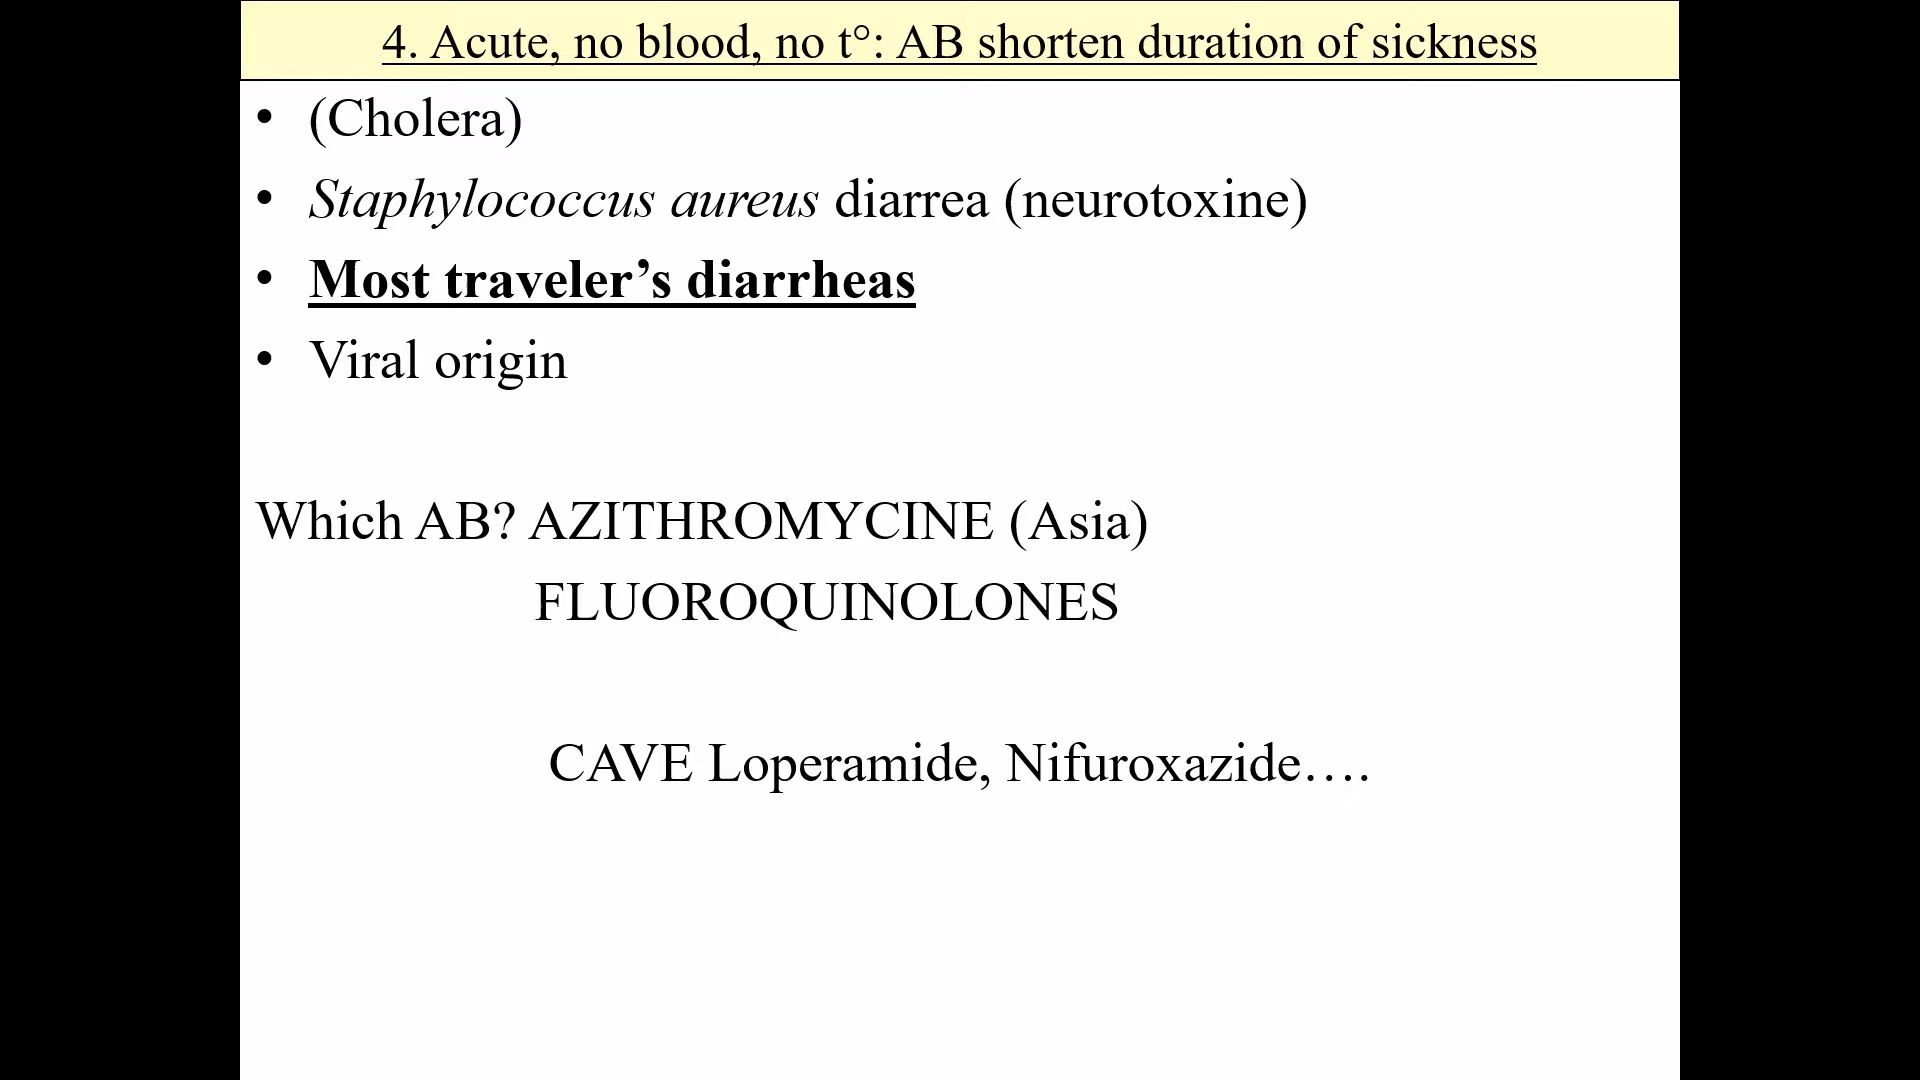 4. Acute, no blood, no t°: AB shorten duration of sickness
• (Cholera)
• Staphylococcus aureus diarrea (neurotoxine)
• Most traveler’s diarrheas
• Viral origin
Which AB? AZITHROMYCINE (Asia)
FLUOROQUINOLONES
CAVE Loperamide, Nifuroxazide….